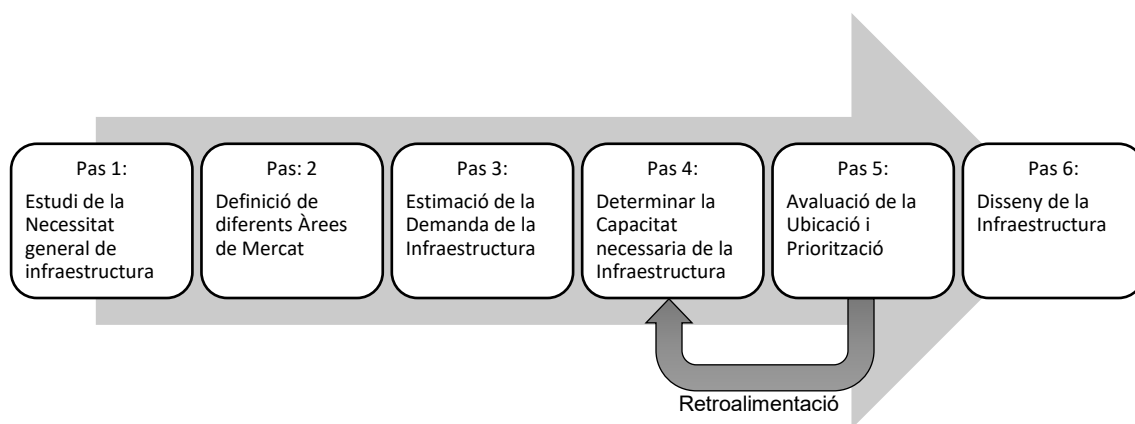 Pas 1:
Estudi de la
Necessitat
general de
infraestructura
Pas: 2
Definició de
diferents Àrees
de Mercat
Pas 3:
Estimació de la
Demanda de la
Infraestructura
Pas 4:
Determinar la
Capacitat
necessaria de la
Infraestructura
Pas 5:
Avaluació de la
Ubicació i
Priorització
Pas 6:
Disseny de la
Infraestructura
Retroalimentació